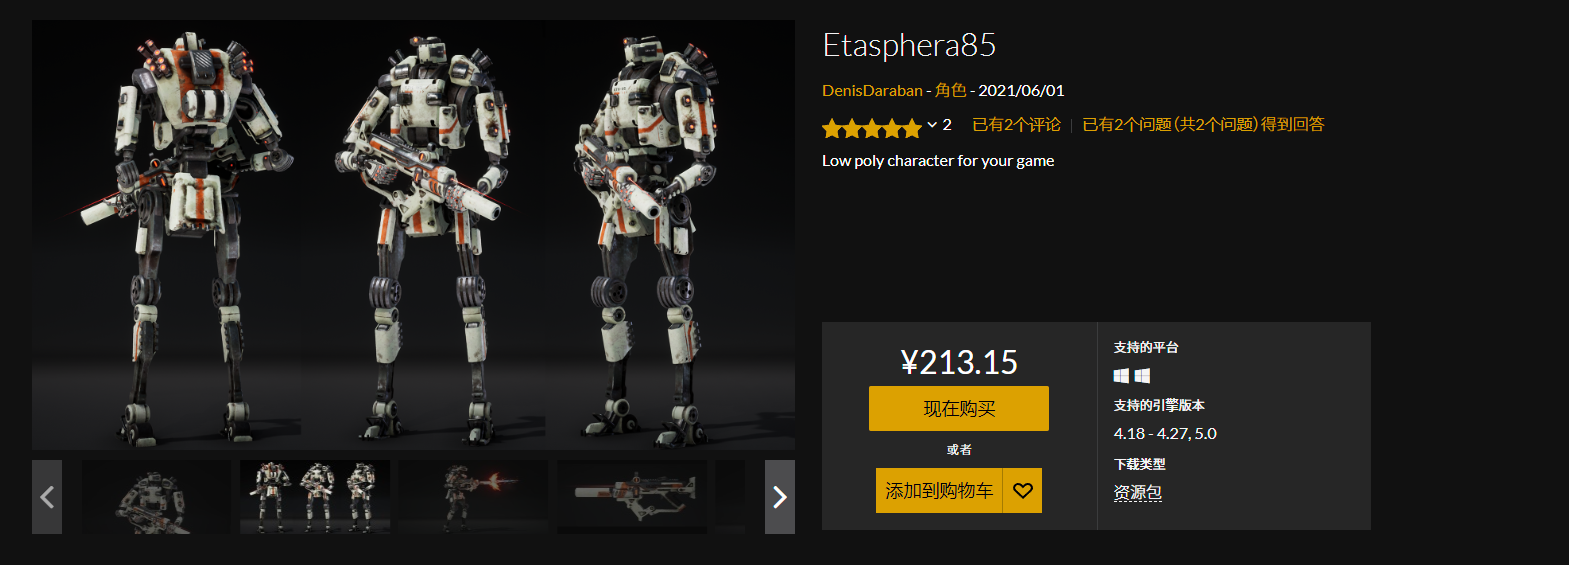 Etasphera85
DenisDaraban - 角色 - 2021/06/01
2 已有2个评论 | 已有2个问题（共2个问题）得到回答
Low poly character for your game
¥213.15
现在购买
或者
添加到购物车
支持的平台
支持的引擎版本
4.18 - 4.27, 5.0
下载类型
资源包